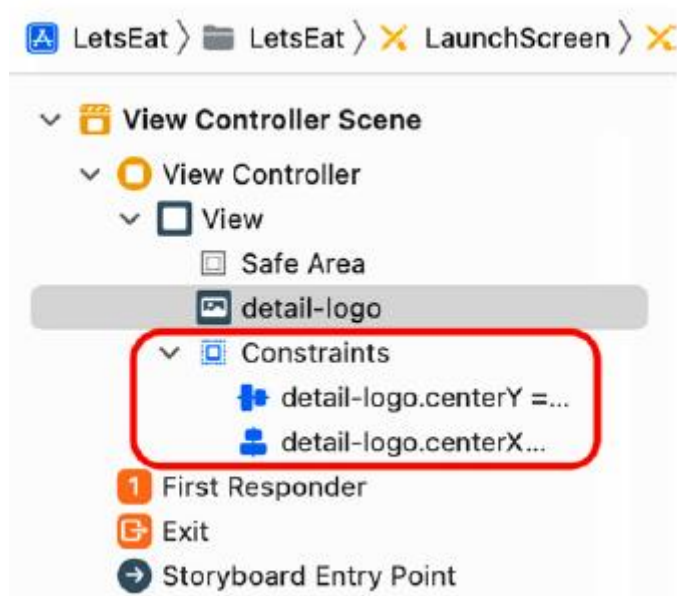 LetsEat 〉 LetsEat 〉 LaunchScreen 〉
View Controller Scene
View Controller
View
Safe Area
detail-logo
Constraints
detail-logo.centerY =...
detail-logo.centerX...
1 First Responder
Exit
Storyboard Entry Point